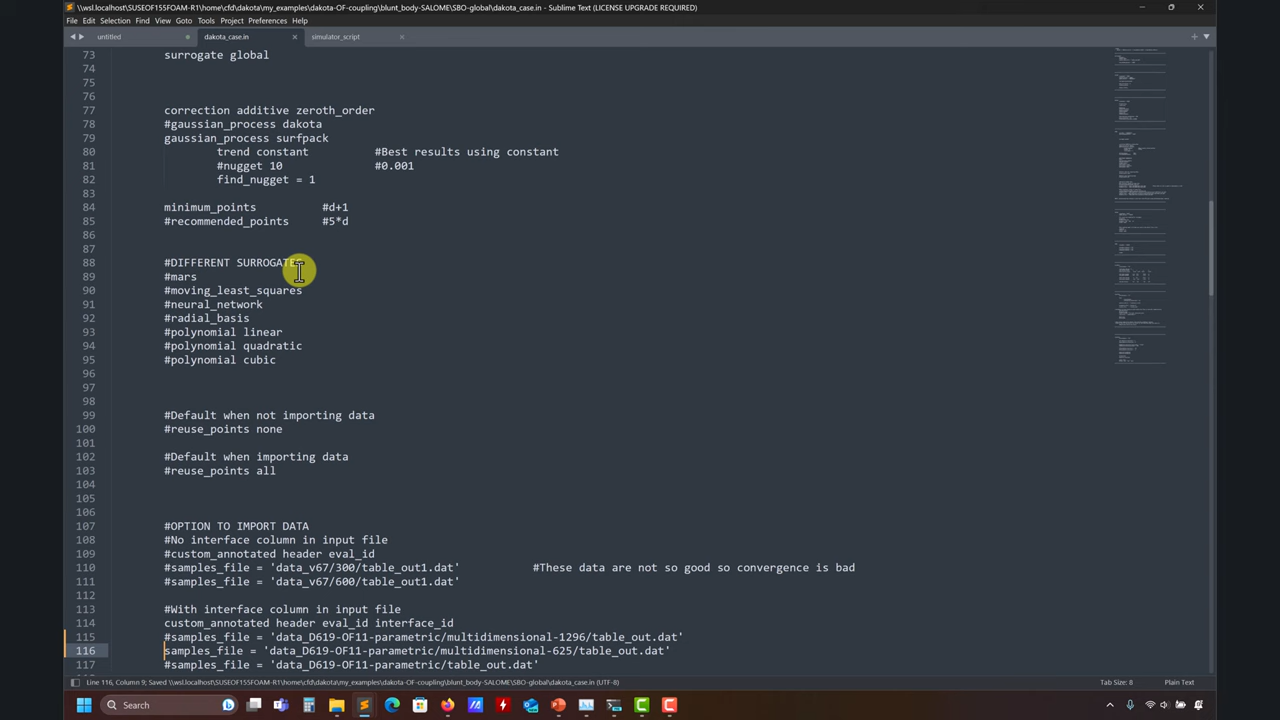 \\wsl.localhost\SUSEOF155FOAM-R1\home\cfd\dakota\my_examples\dakota-OF-coupling\blunt_body-SALOME\SBO-global\dakota_case.in - Sublime Text (LICENSE UPGRADE REQUIRED)
File Edit Selection Find View Goto Tools Project Preferences Help
untitled dakota_case.in simulator_script
73 surrogate global
74
75
76
77 correction additive zeroth_order
78 #gaussian_process dakota
79 gaussian_process surfpack
80 trend constant #Best results using constant
81 #nugget 10 #0.001
82 find_nugget = 1
83
84 minimum_points #d+1
85 #recommended_points #5*d
86
87
88 #DIFFERENT SURROGATES
89 #mars
90 #moving_least_squares
91 #neural_network
92 #radial_basis
93 #polynomial linear
94 #polynomial quadratic
95 #polynomial cubic
96
97
98
99 #Default when not importing data
100 #reuse_points none
101
102 #Default when importing data
103 #reuse_points all
104
105
106
107 #OPTION TO IMPORT DATA
108 #No interface column in input file
109 #custom_annotated header eval_id
110 #samples_file = 'data_v67/300/table_out1.dat' #These data are not so good so convergence is bad
111 #samples_file = 'data_v67/600/table_out1.dat'
112
113 #With interface column in input file
114 custom_annotated header eval_id interface_id
115 #samples_file = 'data_D619-OF11-parametric/multidimensional-1296/table_out.dat'
116 samples_file = 'data_D619-OF11-parametric/multidimensional-625/table_out.dat'
117 #samples_file = 'data_D619-OF11-parametric/table_out.dat'
Line 116, Column 9; Saved \\wsl.localhost\SUSEOF155FOAM-R1\home\cfd\dakota\my_examples\dakota-OF-coupling\blunt_body-SALOME\SBO-global\dakota_case.in (UTF-8) Tab Size: 8 Plain Text
Search